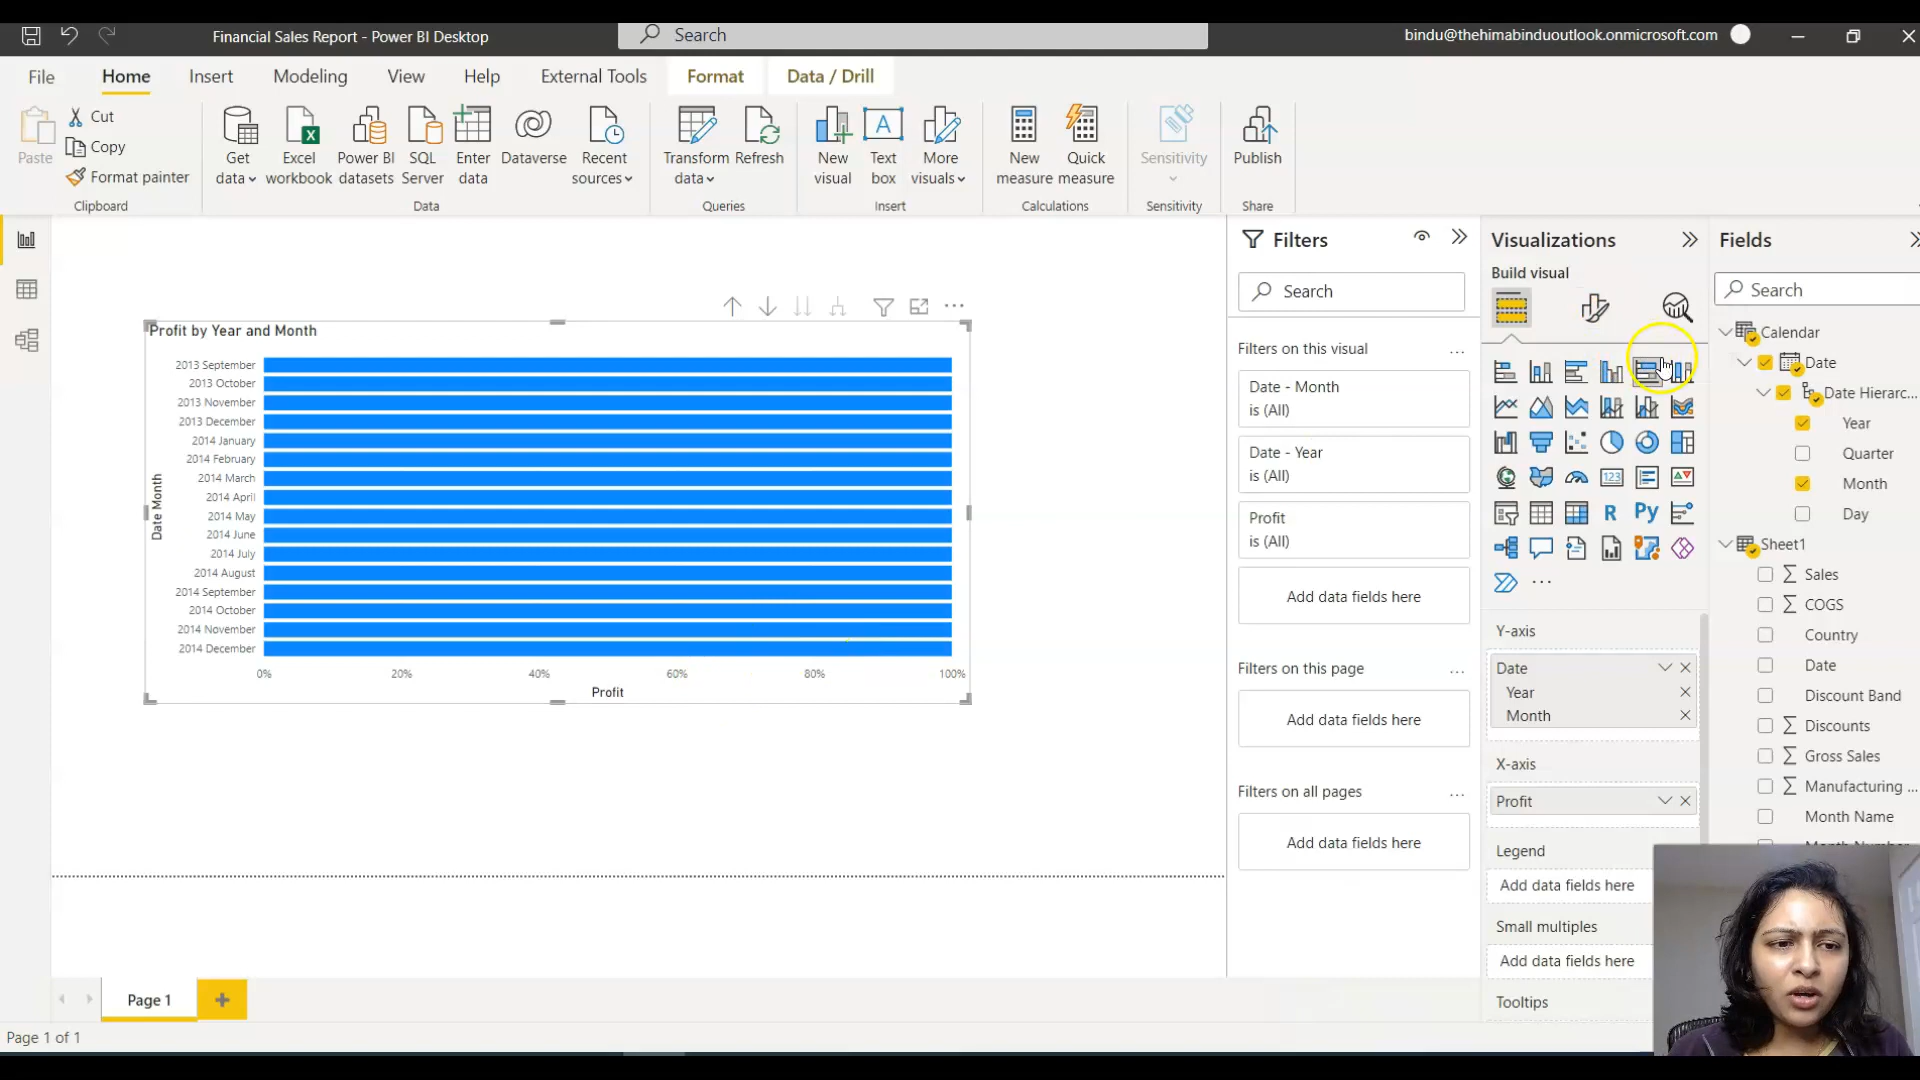 Financial Sales Report - Power BI Desktop
Search
bindu@thehimabinduoutlook.onmicrosoft.com
File
Home
Insert
Modeling
View
Help
External Tools
Format
Data / Drill
Paste
Cut
Copy
Format painter
Clipboard
Get data
Excel workbook
Power BI datasets
SQL Server
Enter data
Dataverse
Recent sources
Data
Transform data
Refresh
Queries
New visual
A
Text box
More visuals
Insert
New measure
Quick measure
Calculations
Sensitivity
Sensitivity
Publish
Share
Profit by Year and Month
Date Month
2013 September
2013 October
2013 November
2013 December
2014 January
2014 February
2014 March
2014 April
2014 May
2014 June
2014 July
2014 August
2014 September
2014 October
2014 November
2014 December
0% 20% 40% 60% 80% 100%
Profit
Filters
Search
Filters on this visual
...
Date - Month
is (All)
Date - Year
is (All)
Profit
is (All)
Add data fields here
Filters on this page
...
Add data fields here
Filters on all pages
...
Add data fields here
Visualizations
Build visual
123
R
Py
...
Y-axis
Date
Year
Month
X-axis
Profit
Legend
Add data fields here
Small multiples
Add data fields here
Tooltips
Fields
Search
Calendar
Date
Date Hierarc...
Year
Quarter
Month
Day
Sheet1
Sales
COGS
Country
Date
Discount Band
Discounts
Gross Sales
Manufacturing ...
Month Name
Page 1
Page 1 of 1